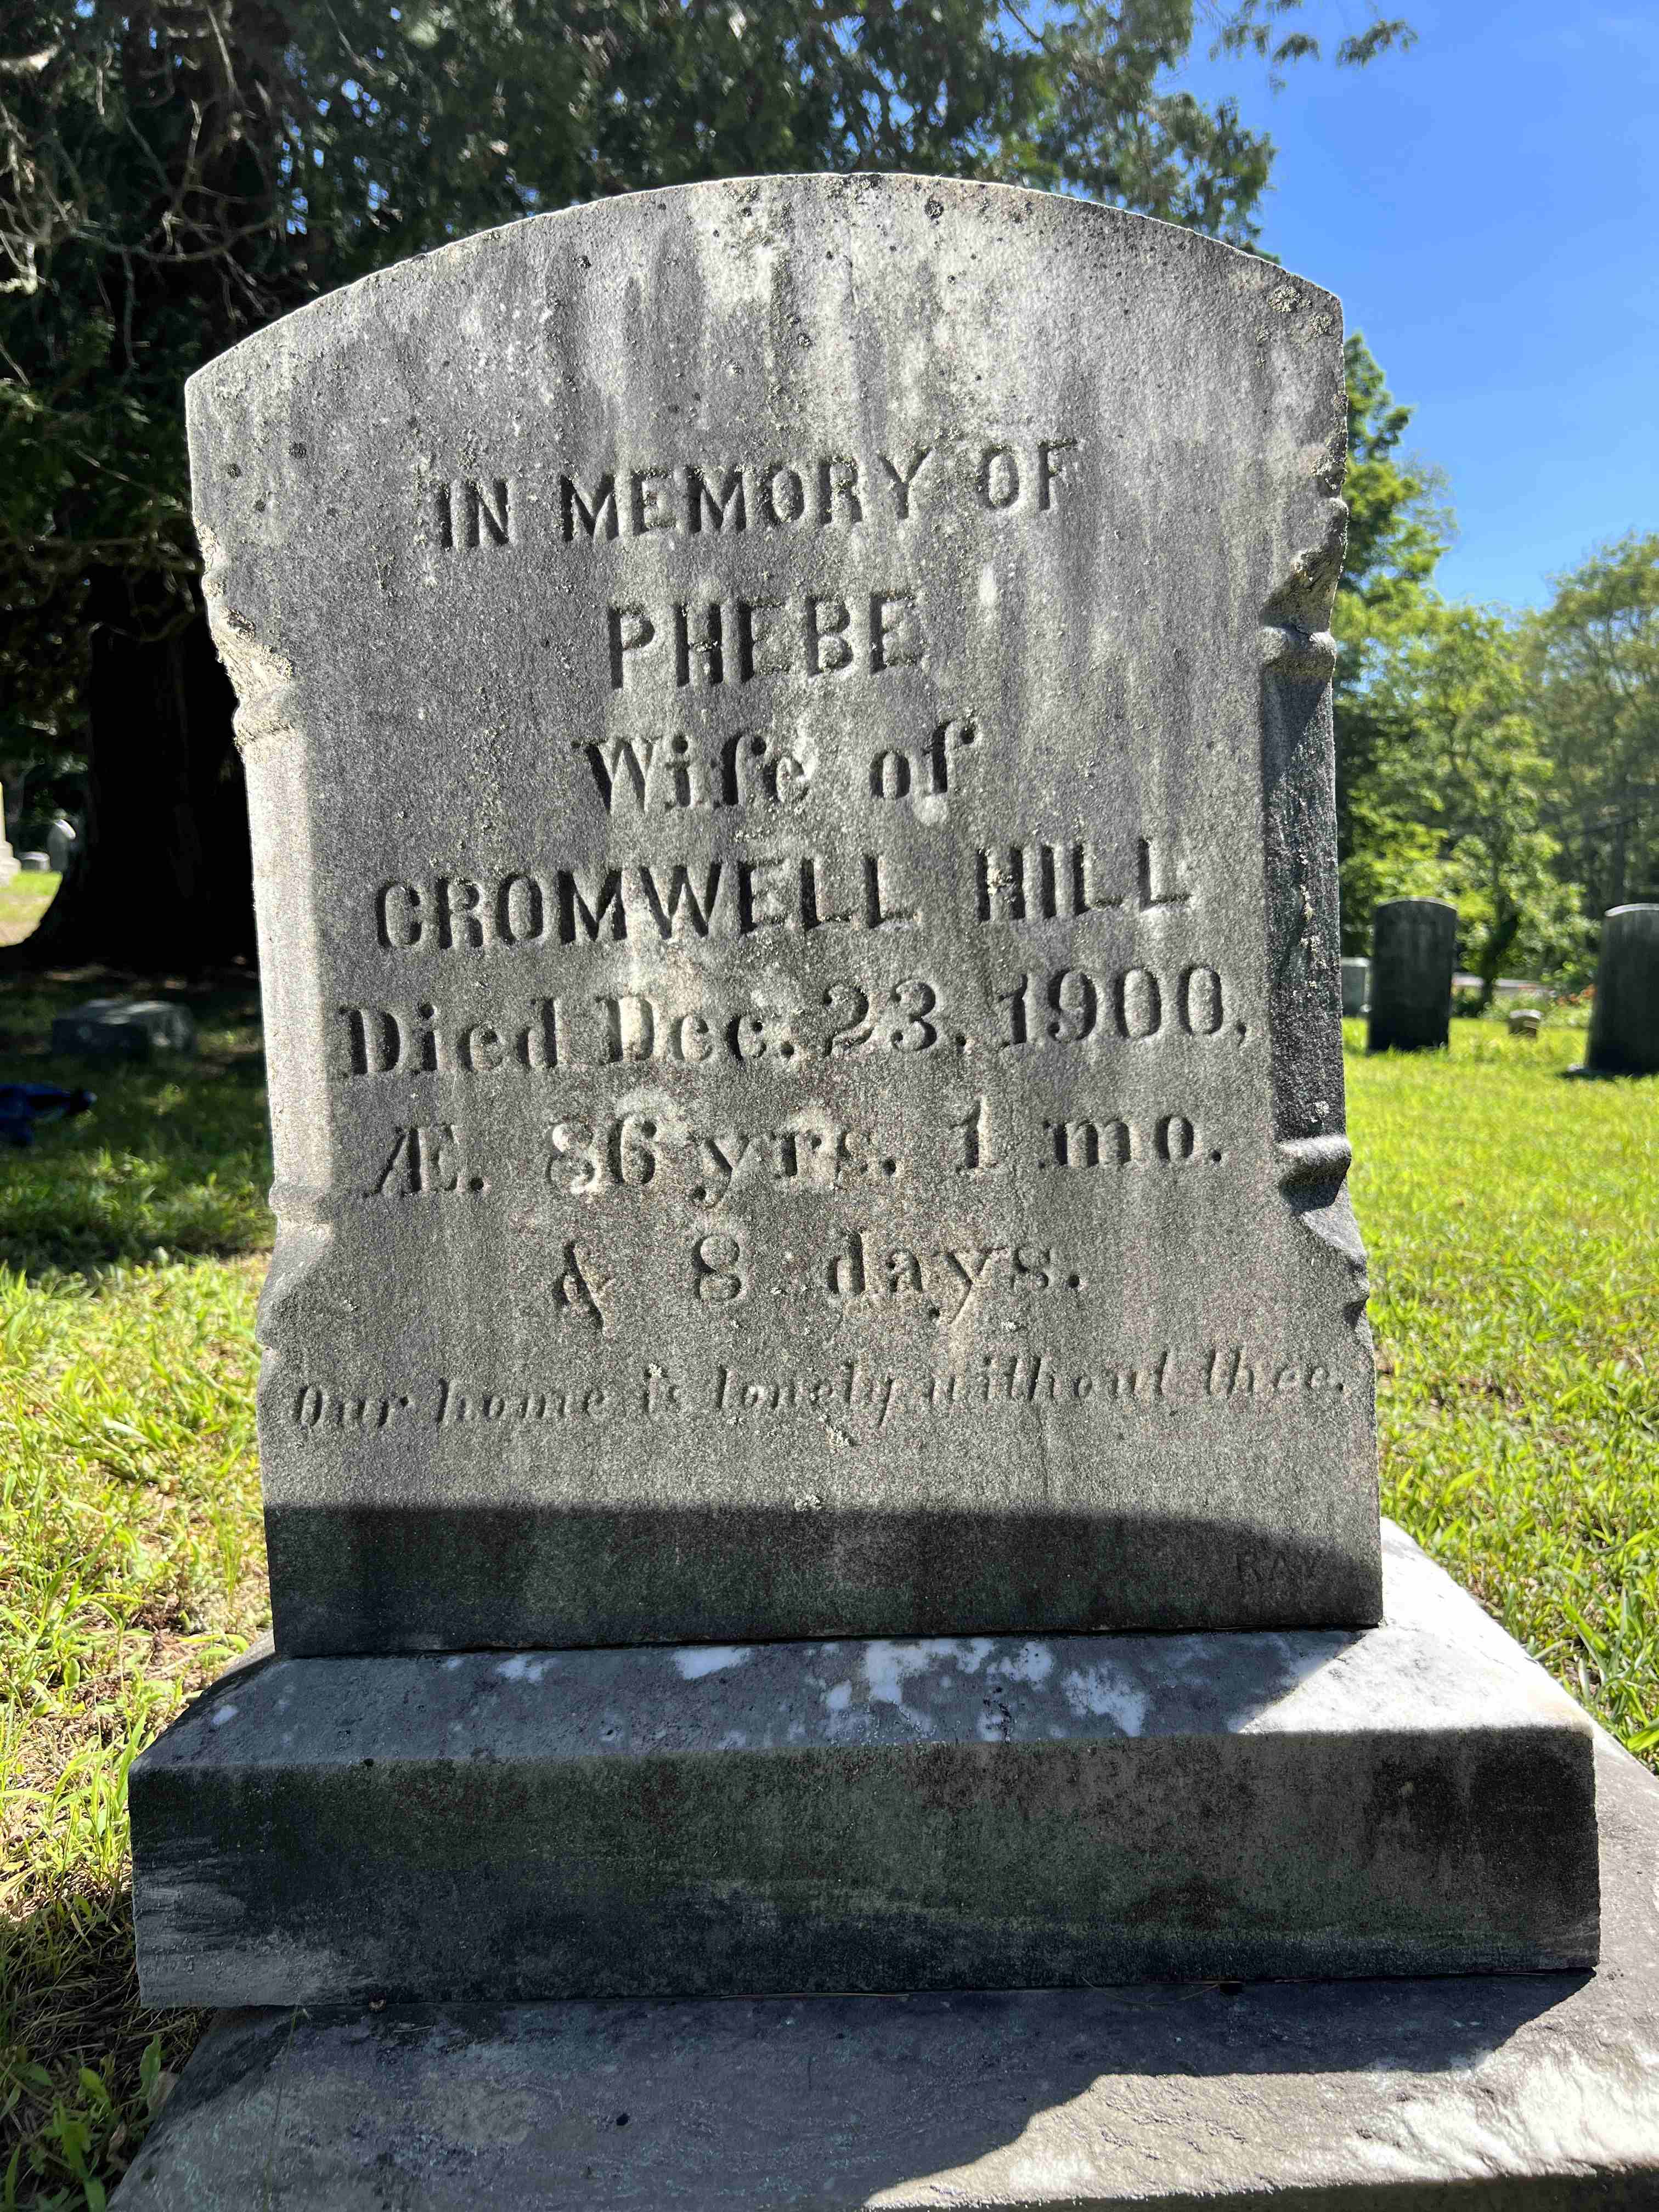 IN MEMORY OF
PHEBE
Wife of
CROMWELL HILL
Died Dec. 23, 1900,
Æ. 86 yrs. 1 mo.
& 8 days.
Our home is lonely without thee.
RAY